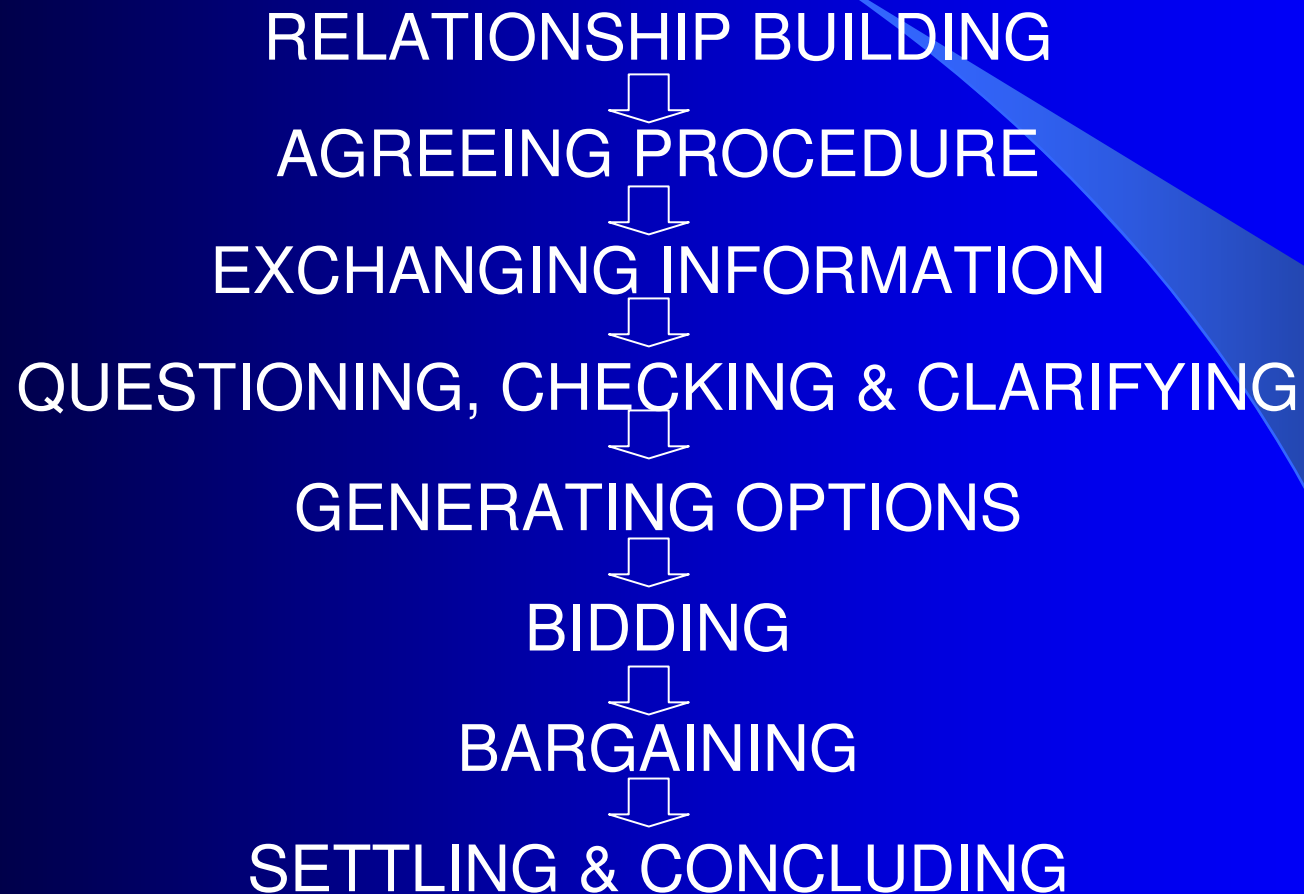 RELATIONSHIP BUILDING
AGREEING PROCEDURE
EXCHANGING INFORMATION
QUESTIONING, CHECKING & CLARIFYING
GENERATING OPTIONS
BIDDING
BARGAINING
SETTLING & CONCLUDING